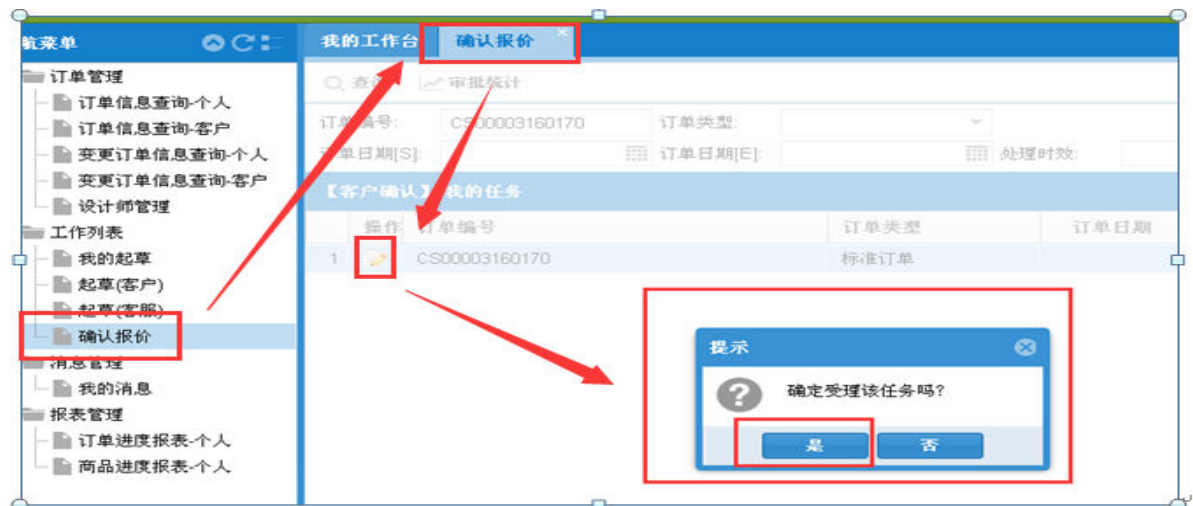 航菜单
我的工作台 确认报价
订单管理
订单信息查询-个人
订单信息查询-客户
变更订单信息查询-个人
变更订单信息查询-客户
设计师管理
工作列表
我的起草
起草(客户)
起草(客服)
确认报价
消息管理
我的消息
报表管理
订单进度报表-个人
商品进度报表-个人
查 审批统计
订单编号: CS00003160170 订单类型:
订单日期[S]: 订单日期[E]: 处理时效:
【客户确认】我的任务
操作 订单编号 订单类型 订单日期
1 CS00003160170 标准订单
提示
确定受理该任务吗?
是 否